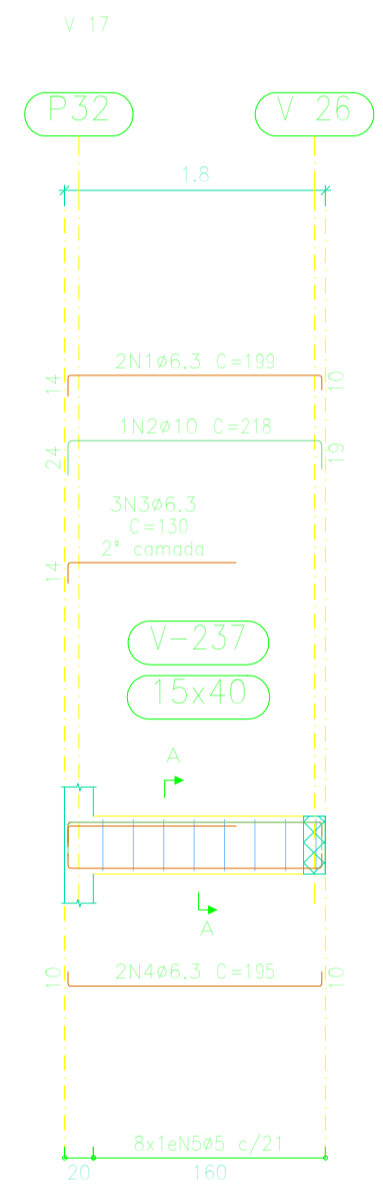 V 17
P32
V 26
1.8
2N1ø6.3 C=199
14
10
1N2ø10 C=218
24
19
3N3ø6.3
C=130
2ª camada
14
V-237
15x40
A
A
2N4ø6.3 C=195
10
10
8x1eN5ø5 c/21
20
160